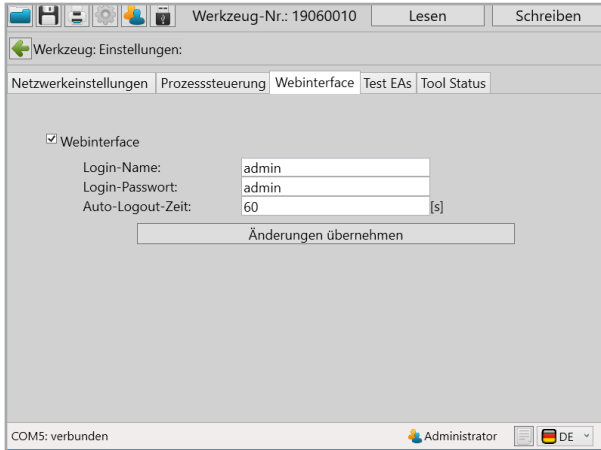 Werkzeug-Nr.: 19060010 Lesen Schreiben
Werkzeug: Einstellungen:
Netzwerkeinstellungen Prozesssteuerung Webinterface Test EAs Tool Status
Webinterface
Login-Name: admin
Login-Passwort: admin
Auto-Logout-Zeit: 60 [s]
Änderungen übernehmen
COM5: verbunden Administrator DE